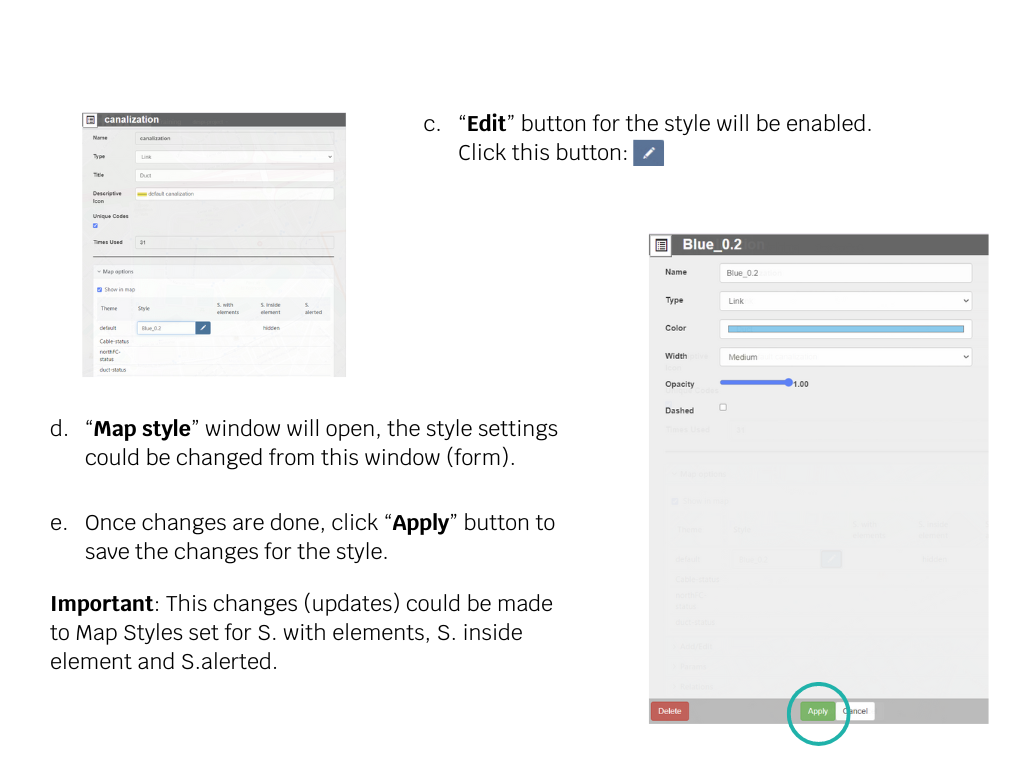 canalization
Name canalization
Type Link
Title Duct
Descriptive default canalization
Icon
Unique Codes
Times Used 21
Map options
Show in map
Theme Style S. with elements S. Inside element S. alerted
default Blue_0.2 Hidden
Cable-status
northFC-
status
duct-status
c. “Edit” button for the style will be enabled.
Click this button:
Blue_0.2
Name Blue_0.2
Type Link
Color
Width Medium
Opacity 1.00
Dashed
Delete Apply Cancel
d. “Map style” window will open, the style settings
could be changed from this window (form).
e. Once changes are done, click “Apply” button to
save the changes for the style.
Important: This changes (updates) could be made
to Map Styles set for S. with elements, S. inside
element and S.alerted.